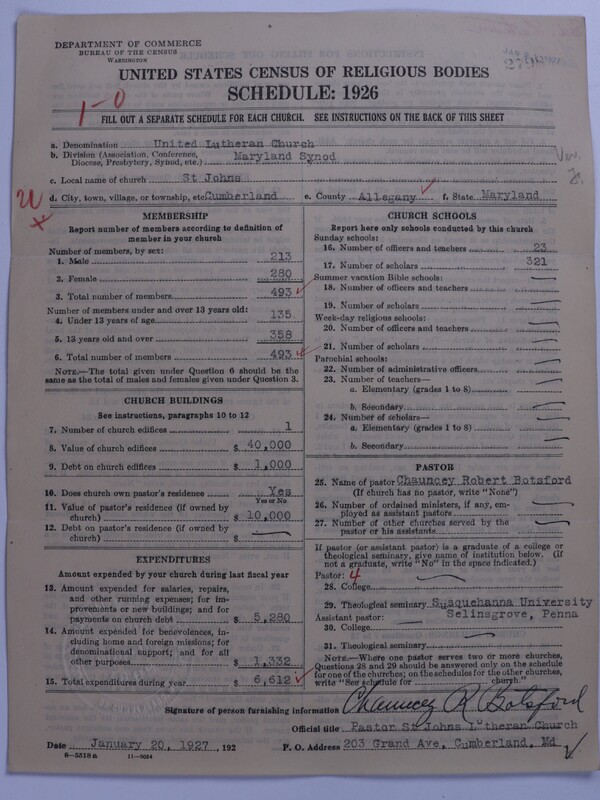 DEPARTMENT OF COMMERCE
BUREAU OF THE CENSUS
WASHINGTON
UNITED STATES CENSUS OF RELIGIOUS BODIES
SCHEDULE: 1926
1-0
FILL OUT A SEPARATE SCHEDULE FOR EACH CHURCH. SEE INSTRUCTIONS ON THE BACK OF THIS SHEET
a. Denomination United Lutheran Church
b. Division (Association, Conference, Diocese, Presbytery, Synod, etc.) Maryland Synod
c. Local name of church St Johns
d. City, town, village, or township, etc. Cumberland e. County Allegany f. State Maryland
MEMBERSHIP
Report number of members according to definition of
member in your church
Number of members, by sex:
1. Male 213
2. Female 280
3. Total number of members 493
Number of members under and over 13 years old:
4. Under 13 years of age 135
5. 13 years old and over 358
6. Total number of members 493
NOTE.—The total given under Question 6 should be
same as the total of males and females given under Question 3.
CHURCH BUILDINGS
See instructions, paragraphs 10 to 12
7. Number of church edifices 1
8. Value of church edifices $ 40,000
9. Debt on church edifices $ 1,000
10. Does church own pastor's residence Yes
Yes or No
11. Value of pastor's residence (if owned by
church) $ 10,000
12. Debt on pastor's residence (if owned by
church) $ —
EXPENDITURES
Amount expended by your church during last fiscal year
13. Amount expended for salaries, repairs,
and other running expenses; for im-
provements or new buildings; and for
payments on church debt $ 5,280
14. Amount expended for benevolences, in-
cluding home and foreign missions; for
denominational support; and for all
other purposes $ 1,332
15. Total expenditures during year $ 6,612
CHURCH SCHOOLS
Report here only schools conducted by this church
Sunday schools:
16. Number of officers and teachers 23
17. Number of scholars 321
Summer vacation Bible schools:
18. Number of officers and teachers —
19. Number of scholars —
Week-day religious schools:
20. Number of officers and teachers —
21. Number of scholars —
Parochial schools:
22. Number of administrative officers —
23. Number of teachers—
a. Elementary (grades 1 to 8) —
b. Secondary —
24. Number of scholars—
a. Elementary (grades 1 to 8) —
b. Secondary —
PASTOR
25. Name of pastor Chauncey Robert Botsford
(If church has no pastor, write "None")
26. Number of ordained ministers, if any, em-
ployed as assistant pastors —
27. Number of other churches served by the
pastor or his assistants —
If pastor (or assistant pastor) is a graduate of a college or
theological seminary, give name of institution below. (If
not a graduate, write "No" in the space indicated.)
Pastor: 4
28. College —
29. Theological seminary Susquehanna University
Selinsgrove, Penna
Assistant pastor:
30. College —
31. Theological seminary —
NOTE.—Where one pastor serves two or more churches,
Questions 28 and 29 should be answered only on the schedule
for one of the churches; on the schedules for the other churches,
write "See schedule for church."
Signature of person furnishing information Chauncey R Botsford
Official title Pastor St Johns Lutheran Church
Date January 20, 1927, 192 P. O. Address 203 Grand Ave, Cumberland, Md
8-5518 a 11-9034